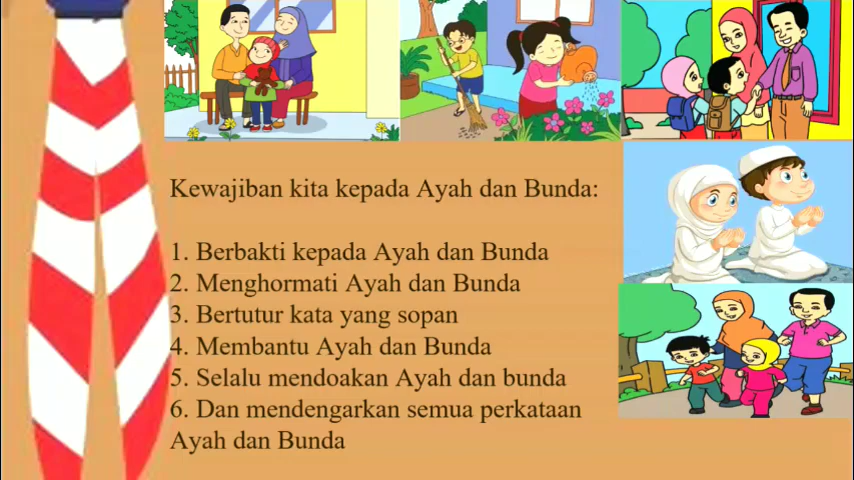 Kewajiban kita kepada Ayah dan Bunda:
1. Berbakti kepada Ayah dan Bunda
2. Menghormati Ayah dan Bunda
3. Bertutur kata yang sopan
4. Membantu Ayah dan Bunda
5. Selalu mendoakan Ayah dan bunda
6. Dan mendengarkan semua perkataan
Ayah dan Bunda